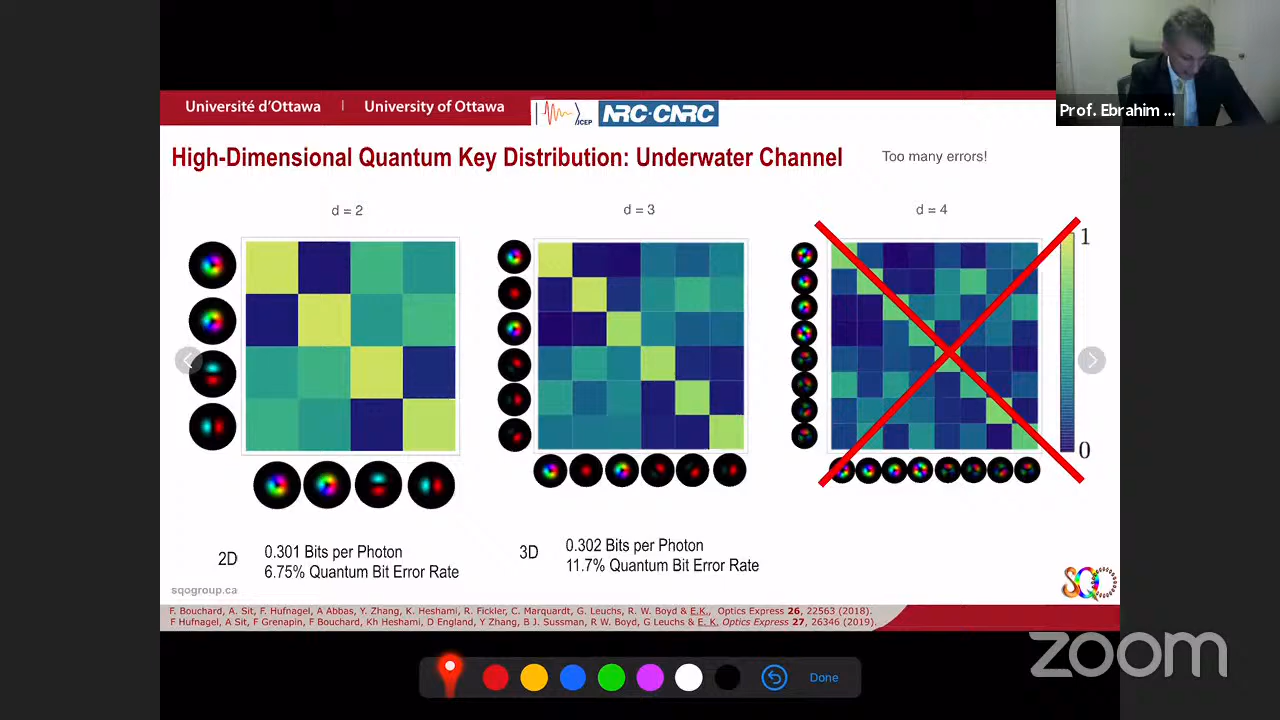 Université d'Ottawa | University of Ottawa
ICEP
NRC·CNRC
Prof. Ebrahim ...
High-Dimensional Quantum Key Distribution: Underwater Channel
Too many errors!
d = 2
d = 3
d = 4
1
0
2D
0.301 Bits per Photon
6.75% Quantum Bit Error Rate
3D
0.302 Bits per Photon
11.7% Quantum Bit Error Rate
sqogroup.ca
SQO
F. Bouchard, A. Sit, F. Hufnagel, A Abbas, Y. Zhang, K. Heshami, R. Fickler, C. Marquardt, G. Leuchs, R. W. Boyd & E.K., Optics Express 26, 22563 (2018).
F Hufnagel, A Sit, F Grenapin, F Bouchard, Kh Heshami, D England, Y Zhang, B J. Sussman, R W. Boyd, G Leuchs & E. K. Optics Express 27, 26346 (2019).
zoom
Done